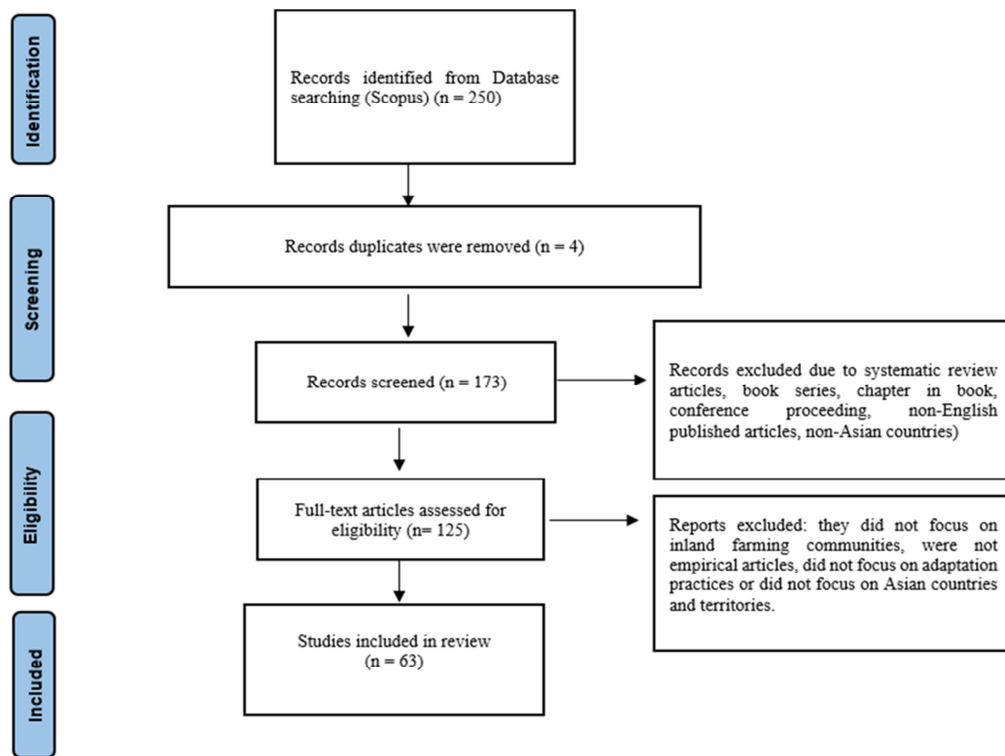 Identification
Records identified from Database
searching (Scopus) (n = 250)
Screening
Records duplicates were removed (n = 4)
Records screened (n = 173)
Records excluded due to systematic review
articles, book series, chapter in book,
conference proceeding, non-English
published articles, non-Asian countries)
Eligibility
Full-text articles assessed for
eligibility (n= 125)
Reports excluded: they did not focus on
inland farming communities, were not
empirical articles, did not focus on adaptation
practices or did not focus on Asian countries
and territories.
Included
Studies included in review
(n = 63)